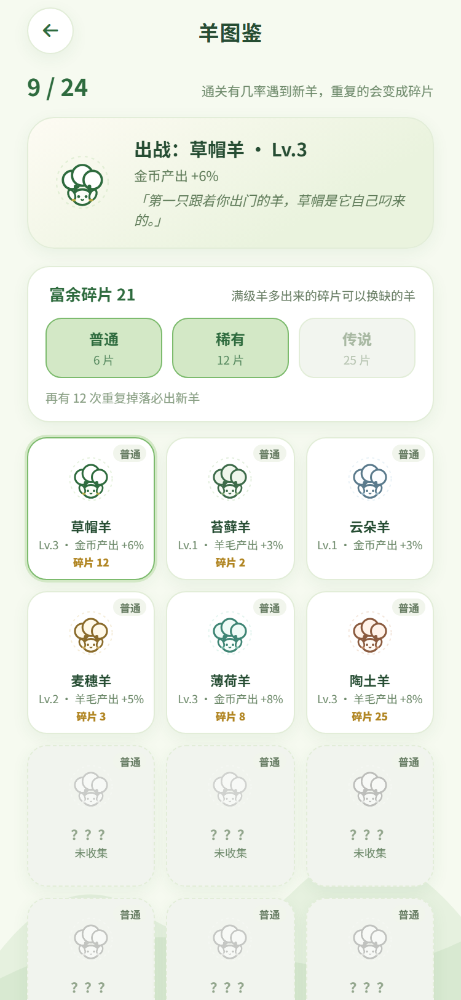 羊图鉴
9 / 24
通关有几率遇到新羊，重复的会变成碎片
出战：草帽羊 · Lv.3
金币产出 +6%
「第一只跟着你出门的羊，草帽是它自己叼来
的。」
富余碎片 21
满级羊多出来的碎片可以换缺的羊
普通
6 片
稀有
12 片
传说
25 片
再有 12 次重复掉落必出新羊
普通
草帽羊
Lv.3 · 金币产出 +6%
碎片 12
普通
苔藓羊
Lv.1 · 羊毛产出 +3%
碎片 2
普通
云朵羊
Lv.1 · 金币产出 +3%
普通
麦穗羊
Lv.2 · 羊毛产出 +5%
碎片 3
普通
薄荷羊
Lv.3 · 金币产出 +8%
碎片 8
普通
陶土羊
Lv.3 · 羊毛产出 +8%
碎片 25
普通
？？？
未收集
普通
？？？
未收集
普通
？？？
未收集
普通
？？？
普通
？？？
普通
？？？